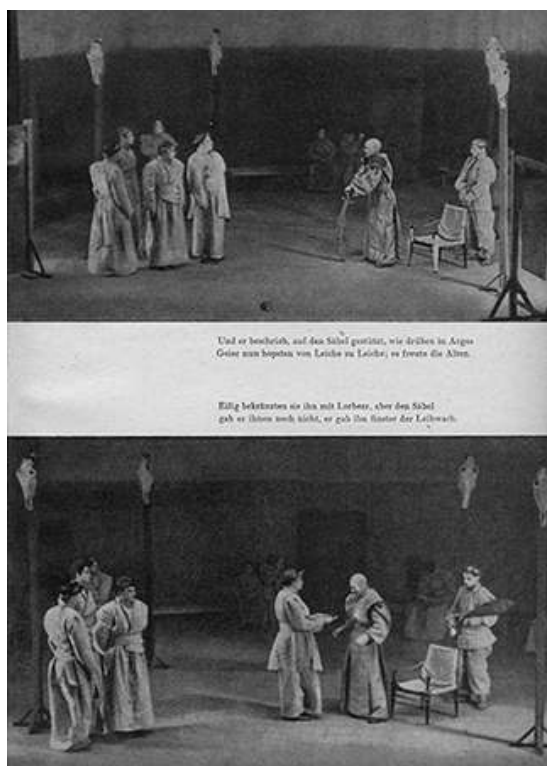 Und er beschrieb, auf den Säbel gestützt, wie drüben in Argos
Geier nun hopsten von Leiche zu Leiche; es freute die Alten.
Eilig bekränzten sie ihn mit Lorbeer, aber den Säbel
gab er ihnen noch nicht, er gab ihn finster der Leibwach.